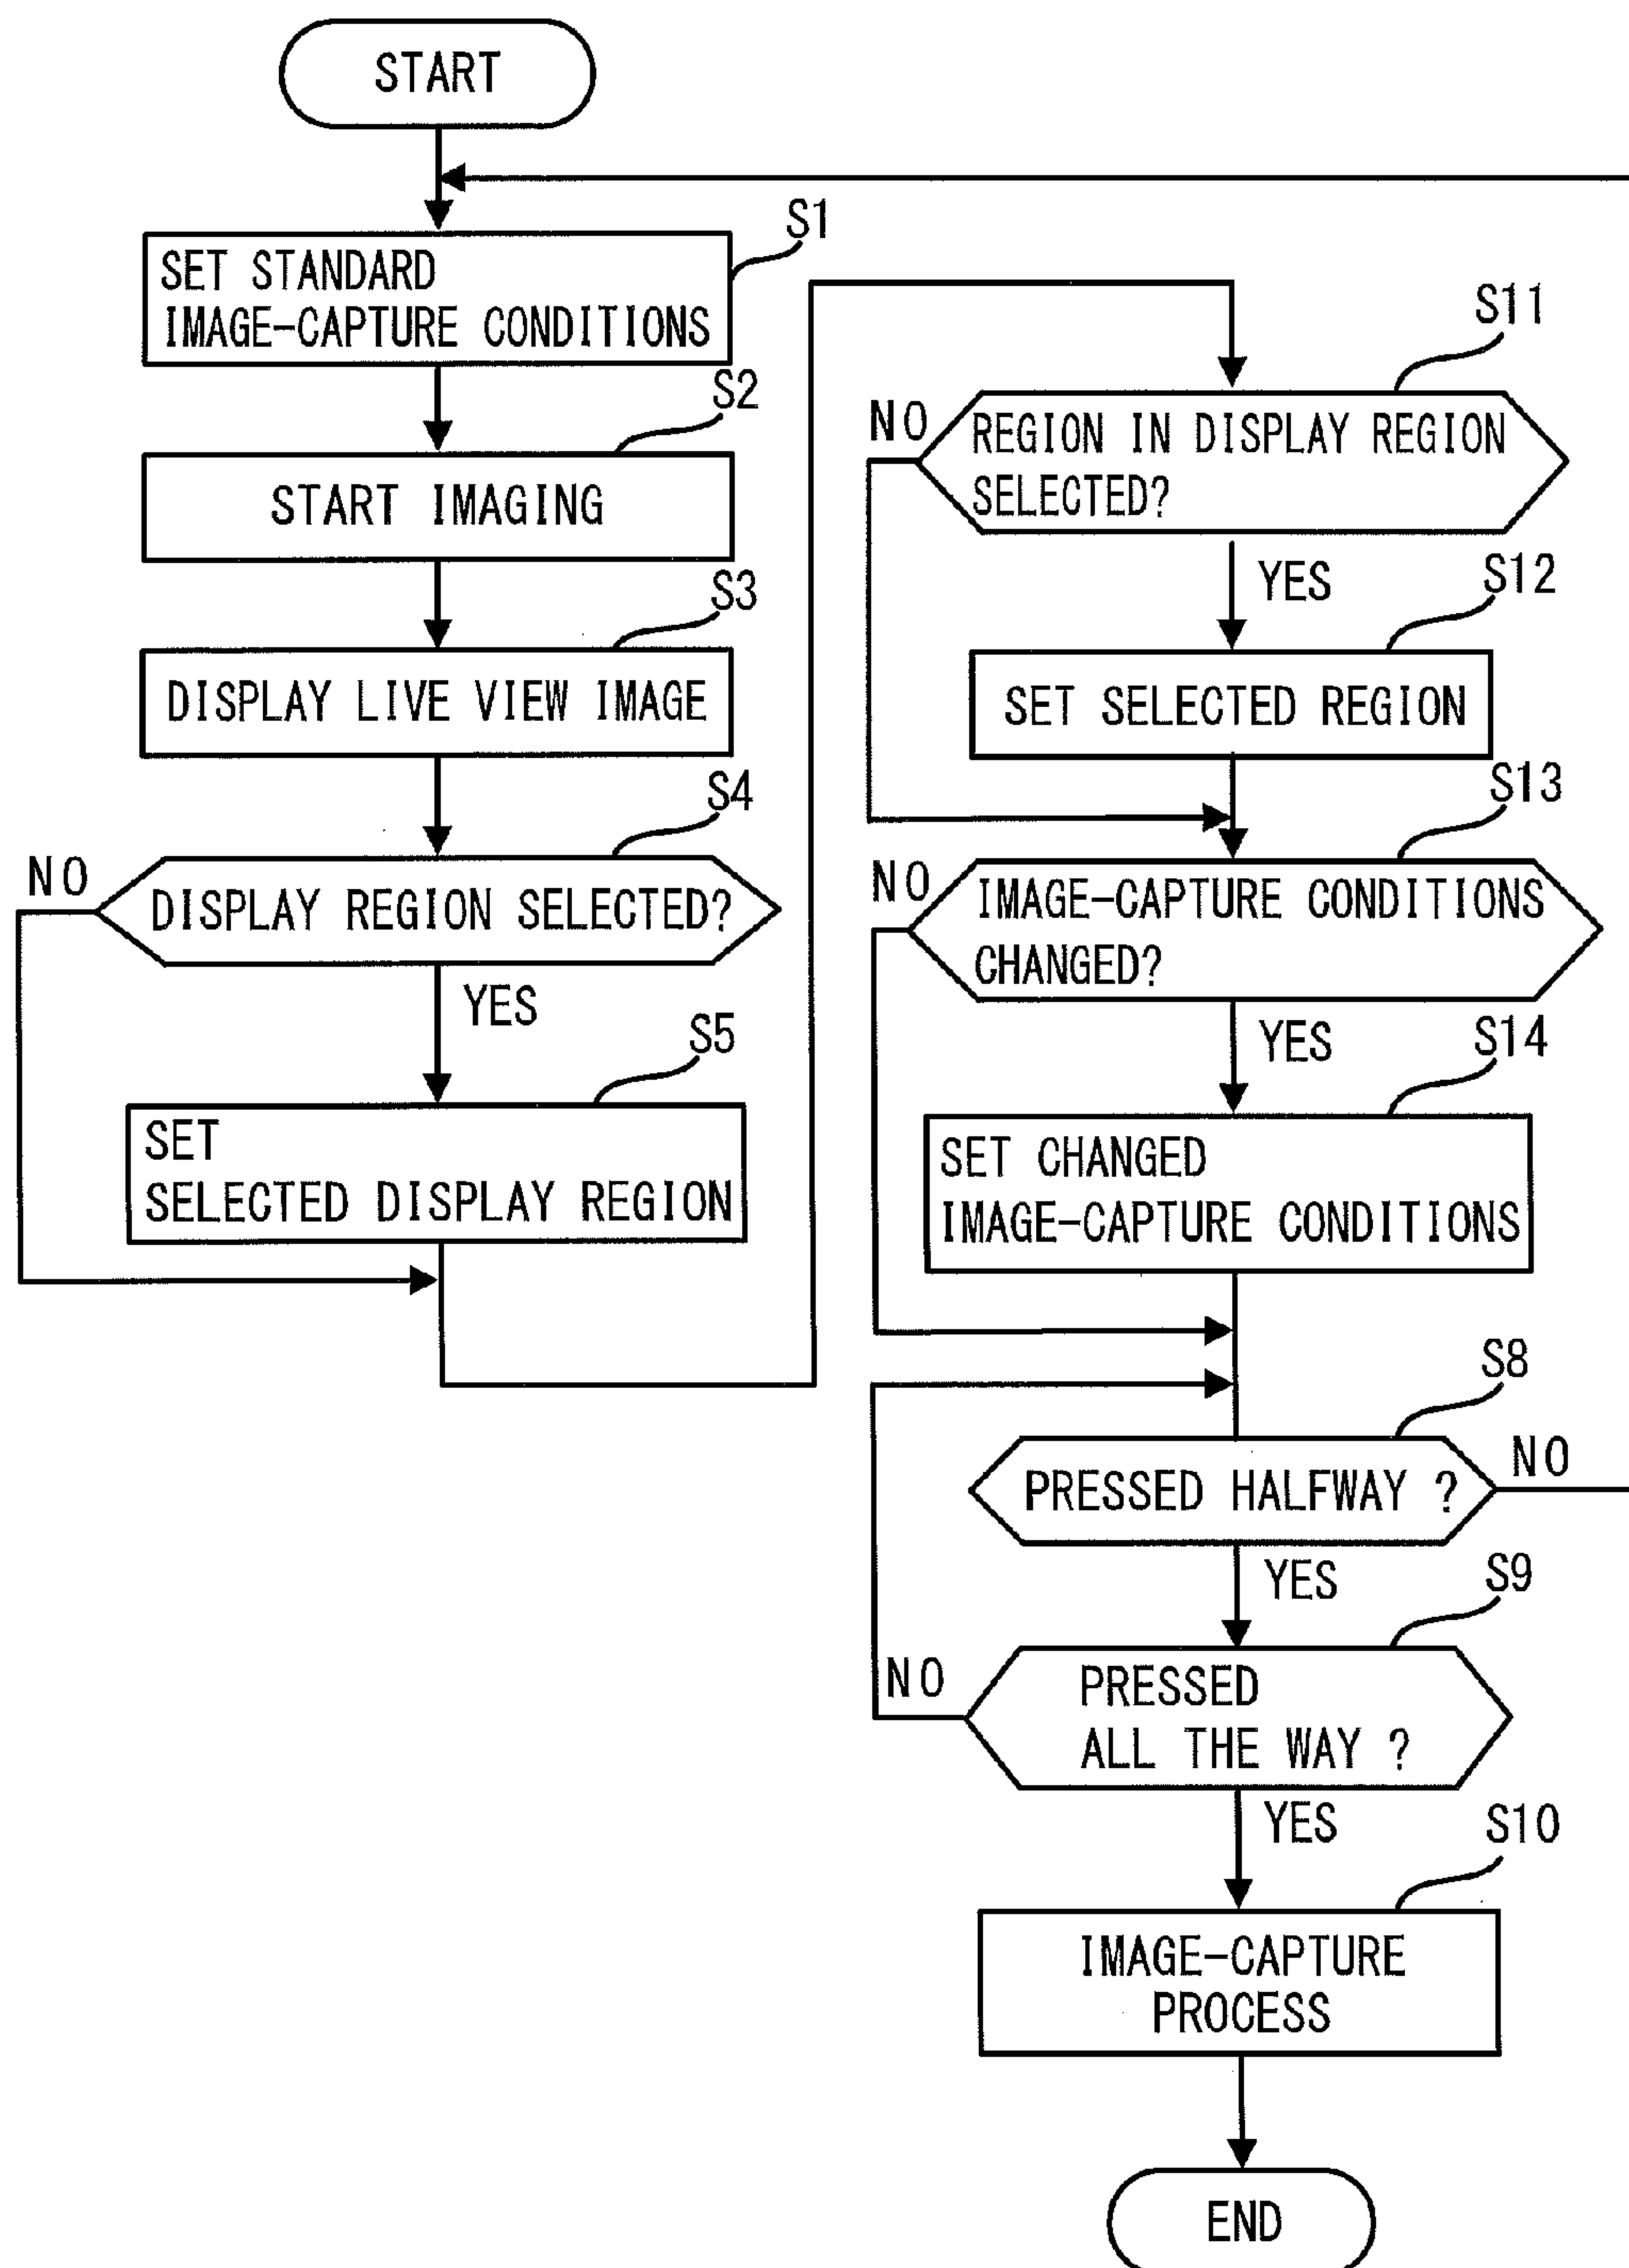 START
S1
SET STANDARD
IMAGE-CAPTURE CONDITIONS
S2
START IMAGING
S3
DISPLAY LIVE VIEW IMAGE
S4
NO
DISPLAY REGION SELECTED?
YES
S5
SET
SELECTED DISPLAY REGION
S11
NO
REGION IN DISPLAY REGION
SELECTED?
YES
S12
SET SELECTED REGION
S13
NO
IMAGE-CAPTURE CONDITIONS
CHANGED?
YES
S14
SET CHANGED
IMAGE-CAPTURE CONDITIONS
S8
NO
PRESSED HALFWAY ?
YES
S9
NO
PRESSED
ALL THE WAY ?
YES
S10
IMAGE-CAPTURE
PROCESS
END